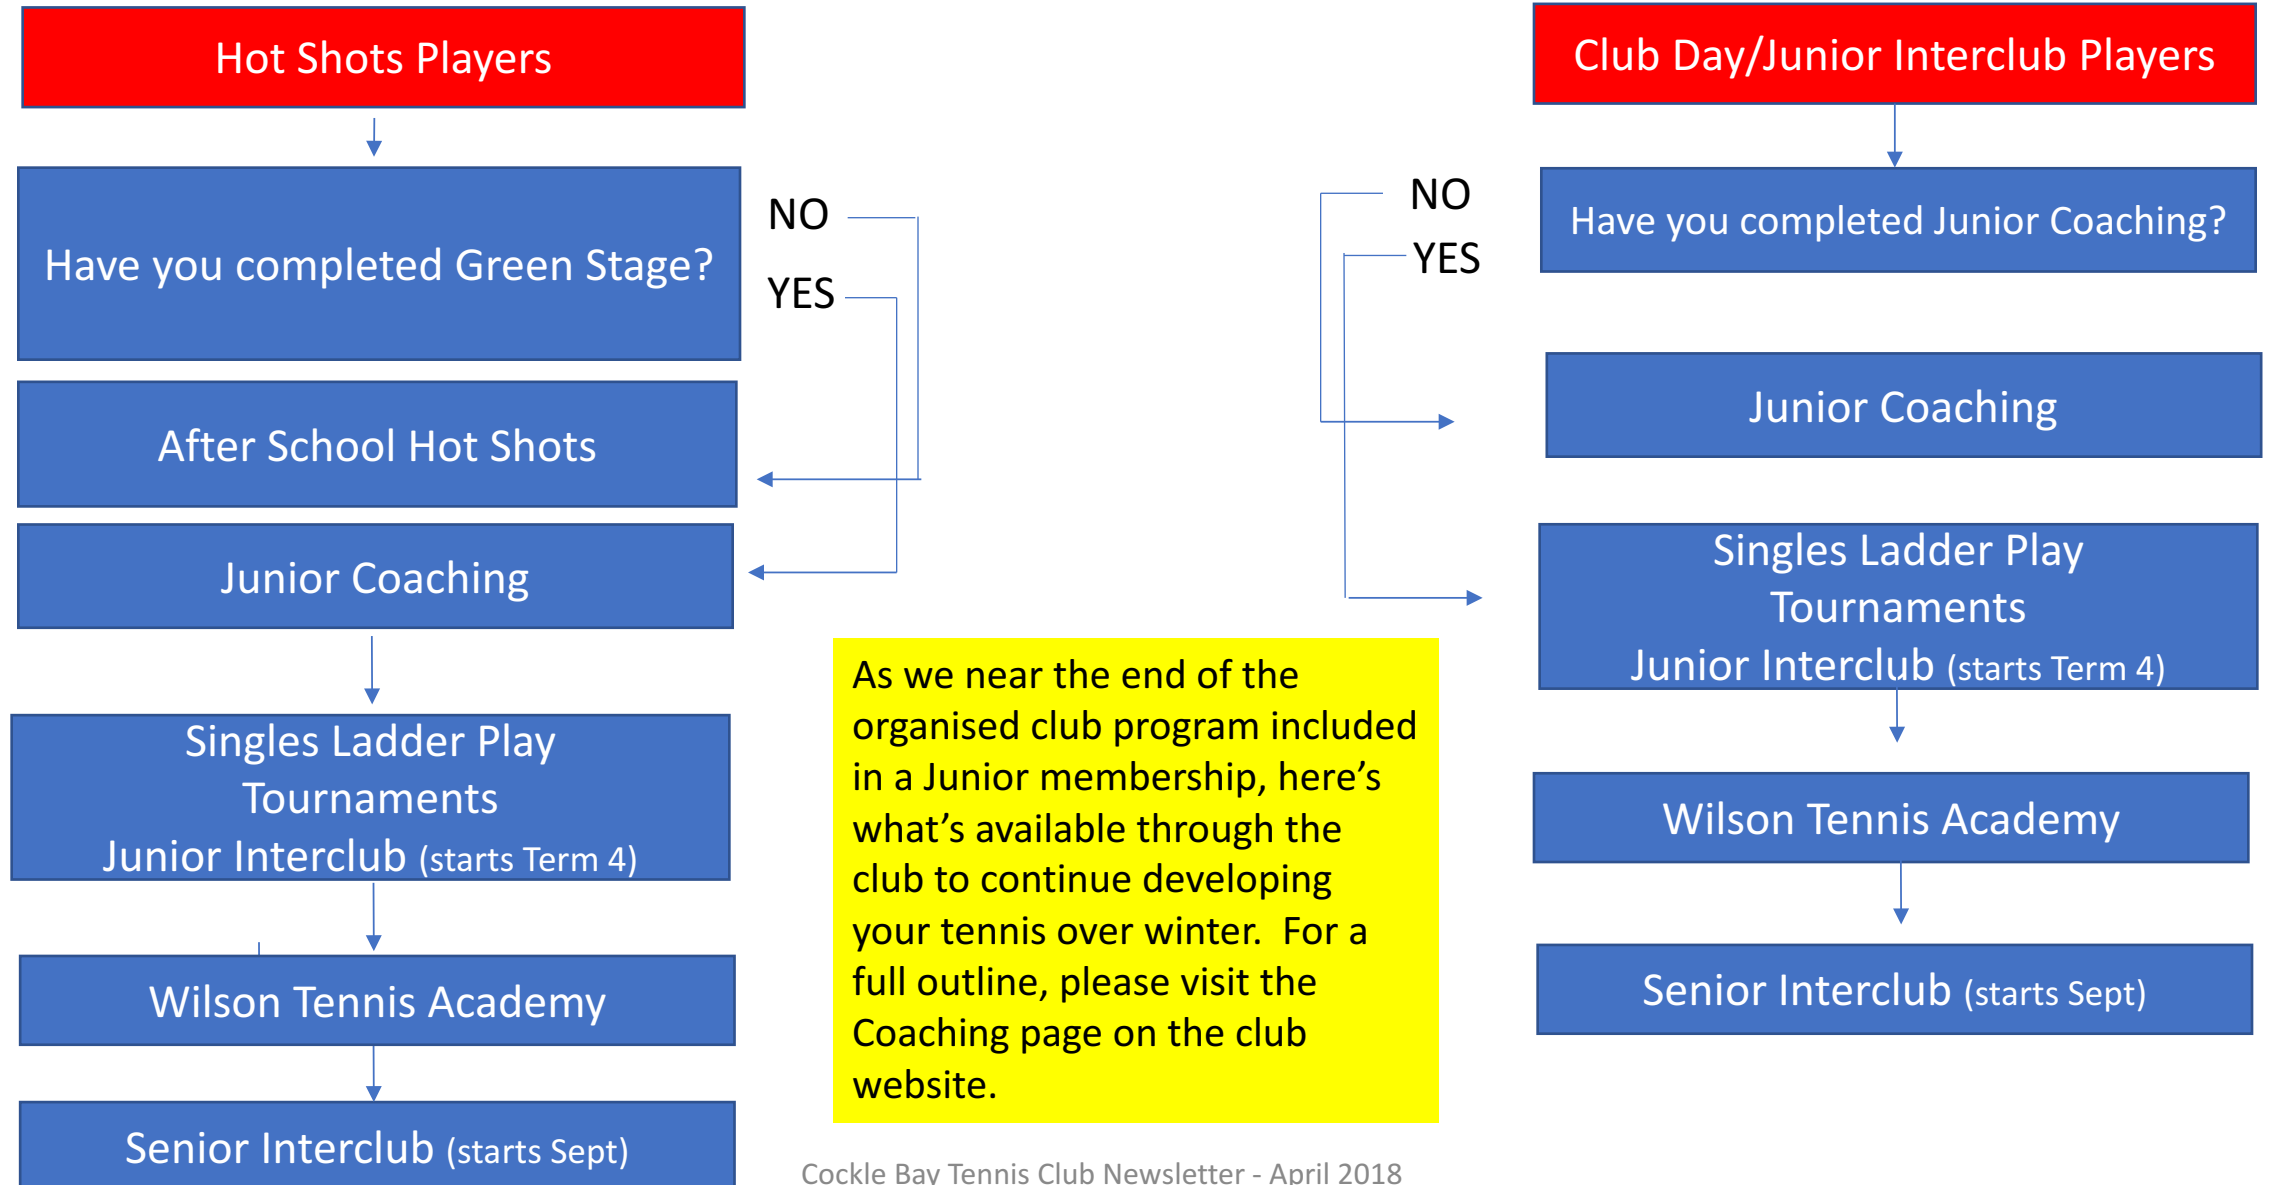 Hot Shots Players
Have you completed Green Stage?
NO
YES
After School Hot Shots
Junior Coaching
Singles Ladder Play
Tournaments
Junior Interclub (starts Term 4)
Wilson Tennis Academy
Senior Interclub (starts Sept)
As we near the end of the
organised club program included
in a Junior membership, here’s
what’s available through the
club to continue developing
your tennis over winter.  For a
full outline, please visit the
Coaching page on the club
website.
Club Day/Junior Interclub Players
NO
YES
Have you completed Junior Coaching?
Junior Coaching
Singles Ladder Play
Tournaments
Junior Interclub (starts Term 4)
Wilson Tennis Academy
Senior Interclub (starts Sept)
Cockle Bay Tennis Club Newsletter - April 2018